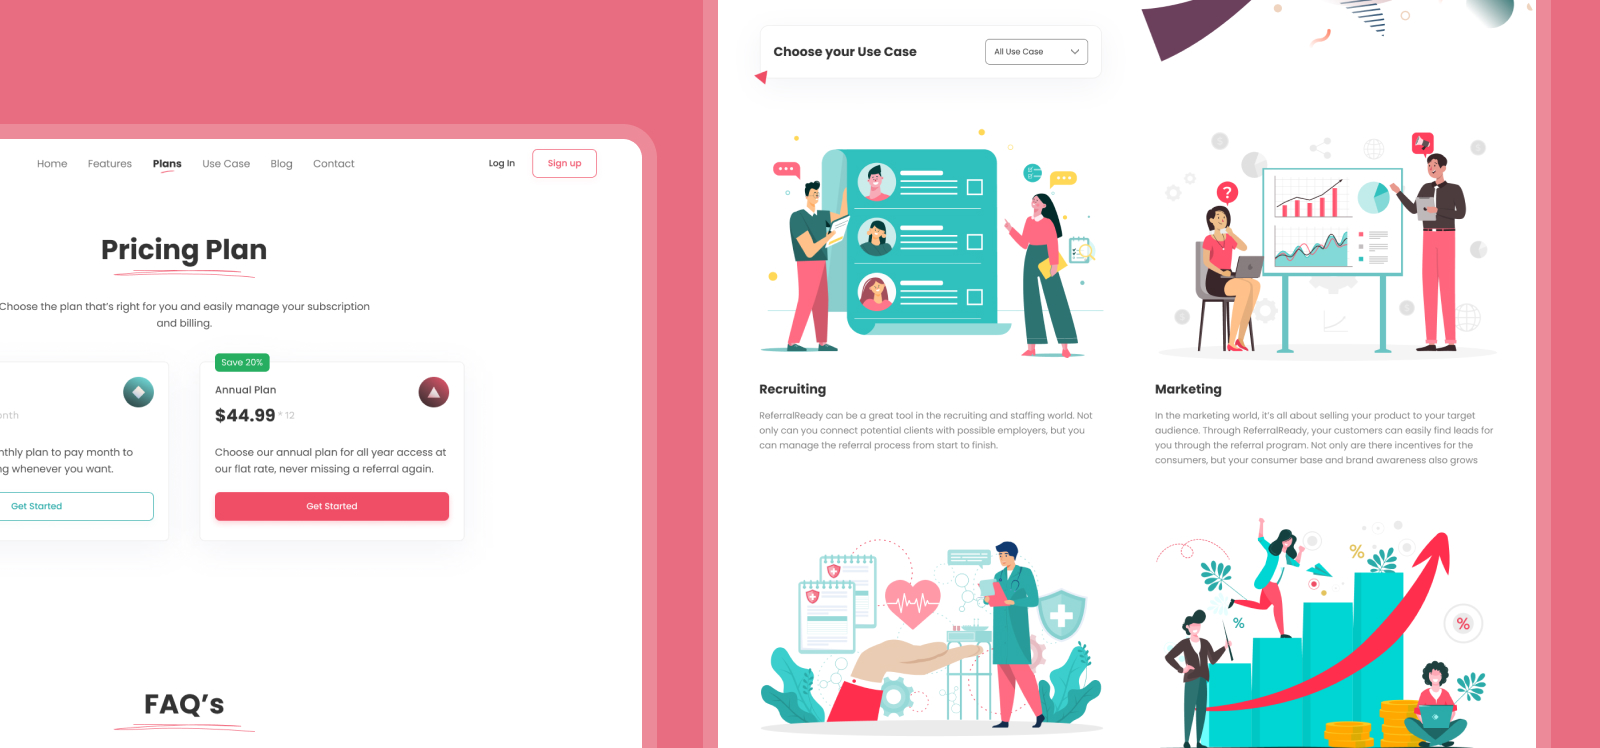 Home Features Plans Use Case Blog Contact Log In Sign up
Pricing Plan
Choose the plan that's right for you and easily manage your subscription
and billing.
plan to pay month to
whenever you want.
Get Started
Save 20%
Annual Plan
$44.99 * 12
Choose our annual plan for all year access at
our flat rate, never missing a referral again.
Get Started
FAQ's
Choose your Use Case
All Use Case
?
Recruiting
ReferralReady can be a great tool in the recruiting and staffing world. Not
only can you connect potential clients with possible employers, but you
can manage the referral process from start to finish.
Marketing
In the marketing world, it's all about selling your product to your target
audience. Through ReferralReady, your customers can easily find leads for
you through the referral program. Not only are there incentives for the
consumers, but your consumer base and brand awareness also grows
%
%
%